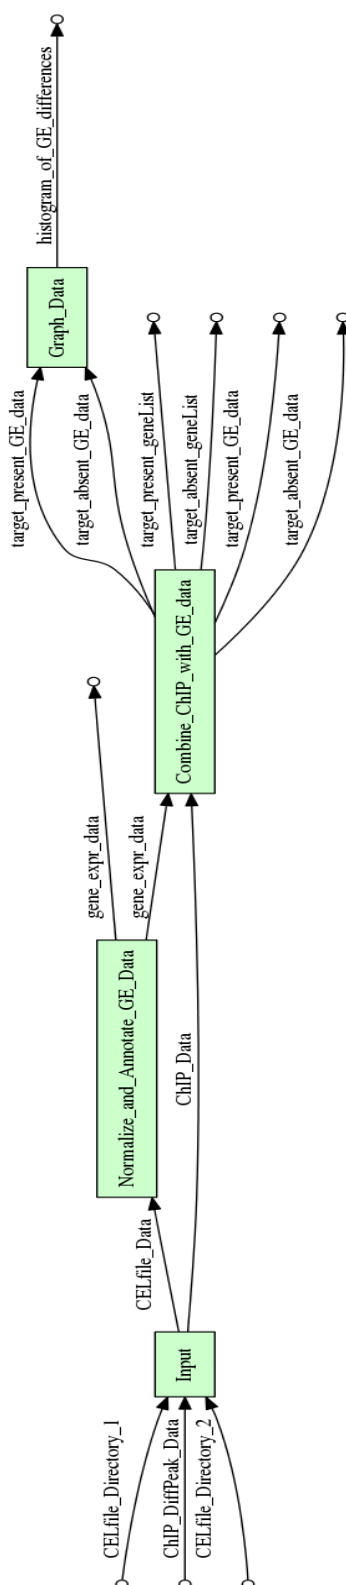 CELfile_Directory_1
ChIP_DiffPeak_Data
CELfile_Directory_2
Input
CELfile_Data
ChIP_Data
Normalize_and_Annotate_GE_Data
gene_expr_data
gene_expr_data
Combine_ChIP_with_GE_data
target_present_GE_data
target_absent_GE_data
target_present_geneList
target_absent_geneList
target_present_GE_data
target_absent_GE_data
Graph_Data
histogram_of_GE_differences